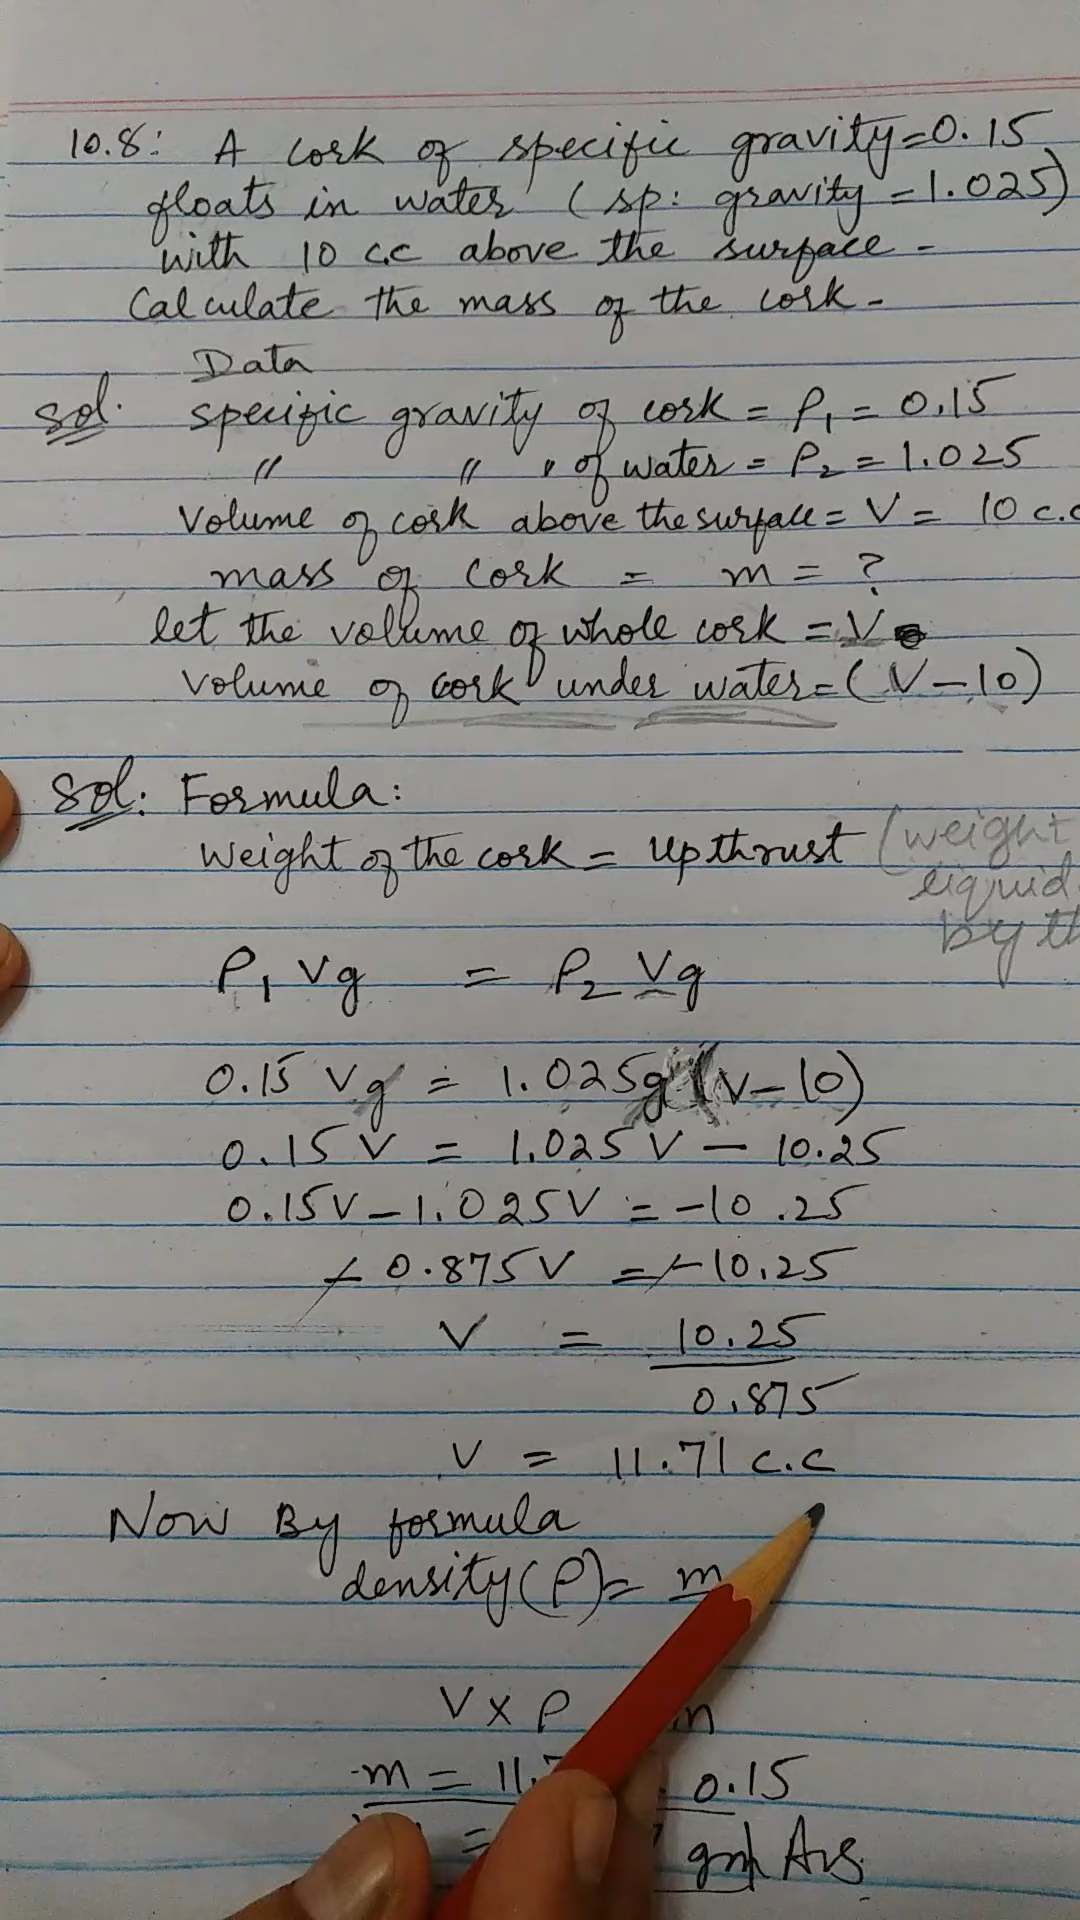 10.8: A cork of specific gravity=0.15
floats in water (sp: gravity =1.025)
with 10 c.c above the surface -
Calculate the mass of the cork -
Data
Sol. specific gravity of cork = ρ₁ = 0.15
〃 〃 〃 of water = ρ₂ = 1.025
Volume of cork above the surface = V = 10 c.c
mass of cork = m = ?
let the volume of whole cork = V
Volume of cork under water = (V-10)
Sol: Formula:
Weight of the cork = Upthrust (weight
liquid
by
ρ₁ Vg = ρ₂ Vg
0.15 Vg = 1.025g (V-10)
0.15 V = 1.025 V - 10.25
0.15V - 1.025V = -10.25
- 0.875V = -10.25
V = 10.25
0.875
V = 11.71 c.c
Now By formula
density (ρ) = m
V x ρ m
m = 11.7 0.15
= gm Ans.